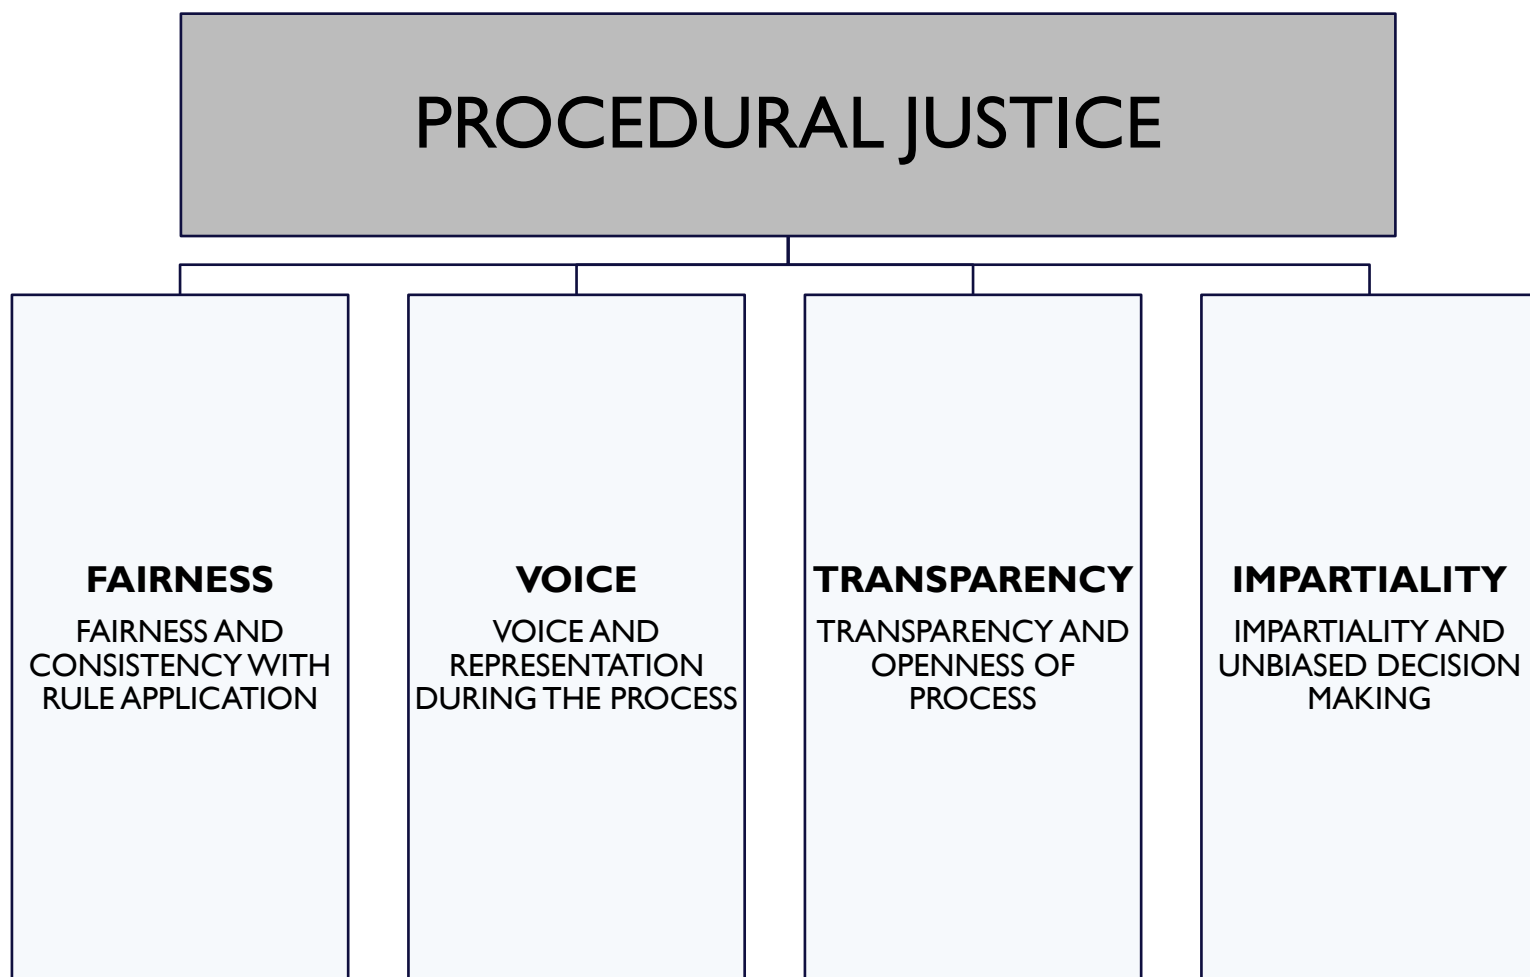 PROCEDURAL JUSTICE
FAIRNESS
FAIRNESS AND
CONSISTENCY WITH
RULE APPLICATION
VOICE
VOICE AND
REPRESENTATION
DURING THE PROCESS
TRANSPARENCY
TRANSPARENCY AND
OPENNESS OF
PROCESS
IMPARTIALITY
IMPARTIALITY AND
UNBIASED DECISION
MAKING